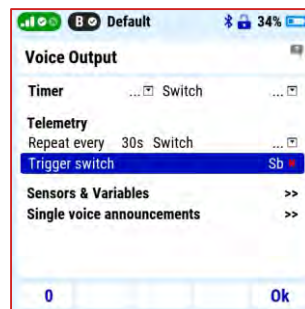 B Default 34%
Voice Output
Timer ... Switch ...
Telemetry
Repeat every 30s Switch ...
Trigger switch Sb
Sensors & Variables >>
Single voice announcements >>
0 Ok